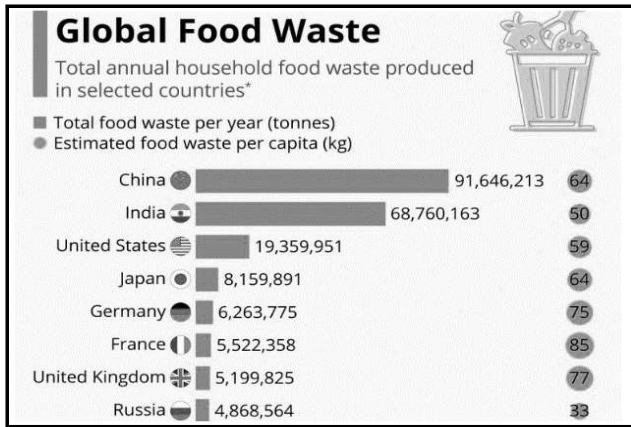 Global Food Waste
Total annual household food waste produced
in selected countries*
Total food waste per year (tonnes)
Estimated food waste per capita (kg)
China 91,646,213 64
India 68,760,163 50
United States 19,359,951 59
Japan 8,159,891 64
Germany 6,263,775 75
France 5,522,358 85
United Kingdom 5,199,825 77
Russia 4,868,564 33